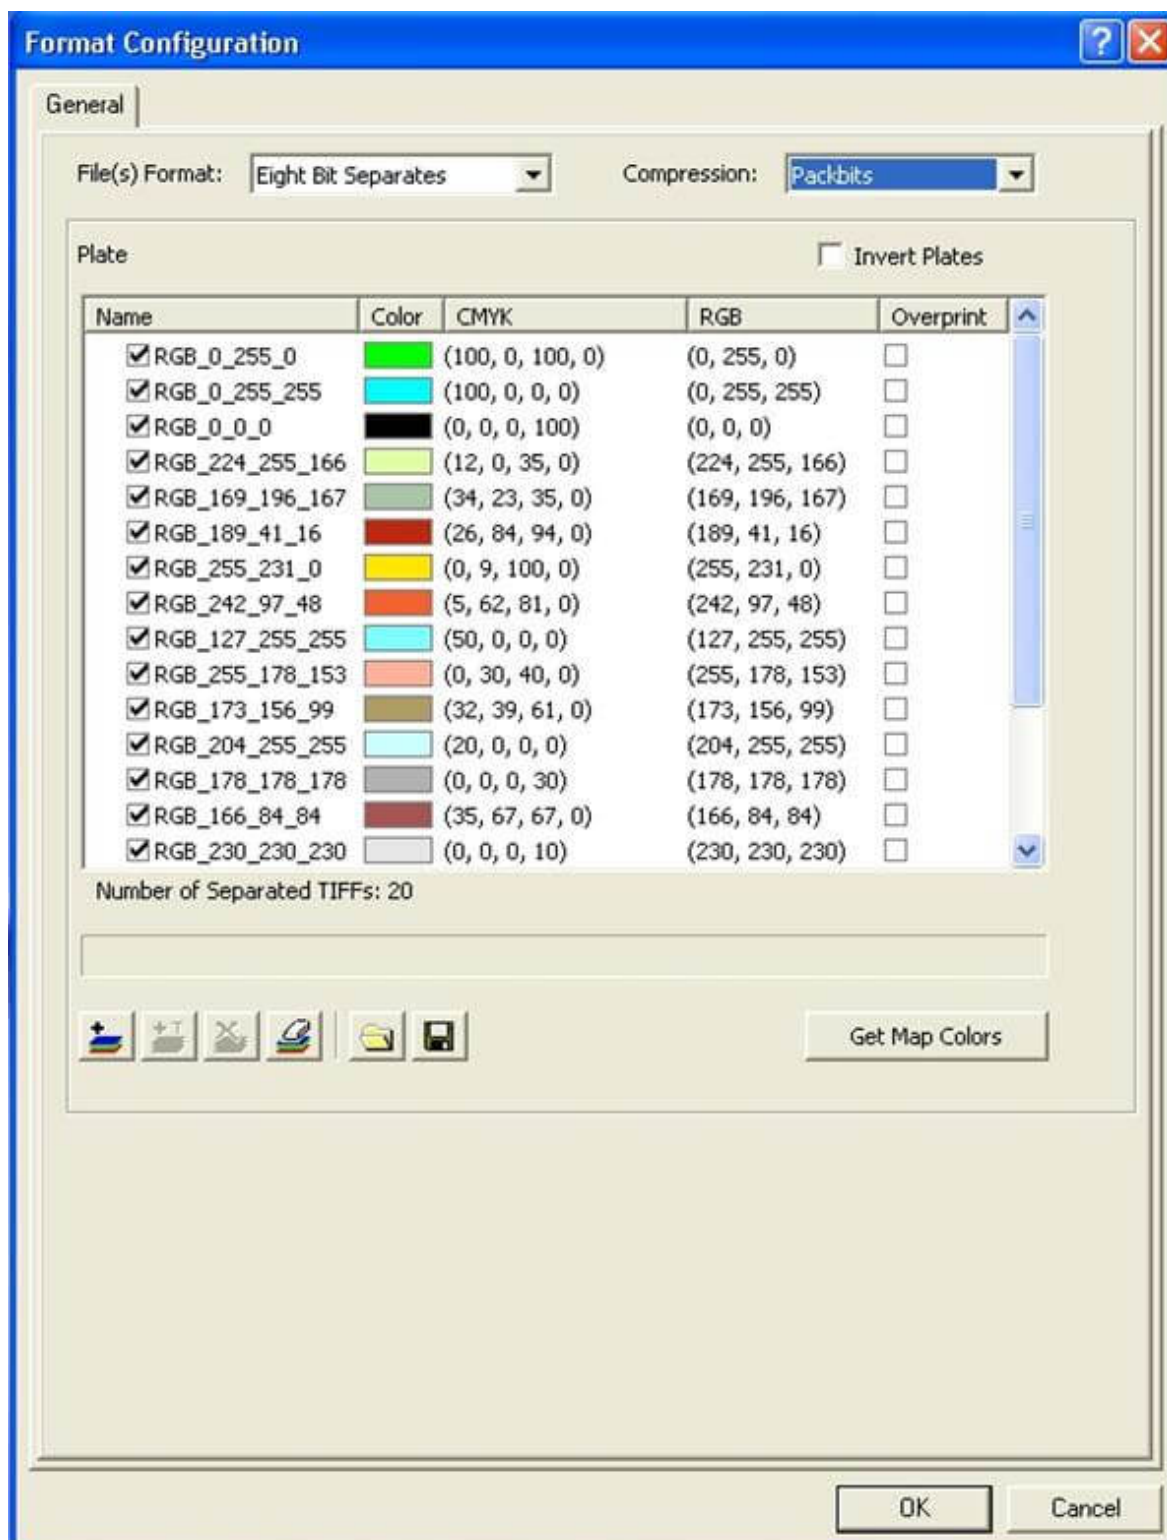 Format Configuration
General
File(s) Format: Eight Bit Separates Compression: Packbits
Plate Invert Plates
Name Color CMYK RGB Overprint
RGB_0_255_0 (100, 0, 100, 0) (0, 255, 0)
RGB_0_255_255 (100, 0, 0, 0) (0, 255, 255)
RGB_0_0_0 (0, 0, 0, 100) (0, 0, 0)
RGB_224_255_166 (12, 0, 35, 0) (224, 255, 166)
RGB_169_196_167 (34, 23, 35, 0) (169, 196, 167)
RGB_189_41_16 (26, 84, 94, 0) (189, 41, 16)
RGB_255_231_0 (0, 9, 100, 0) (255, 231, 0)
RGB_242_97_48 (5, 62, 81, 0) (242, 97, 48)
RGB_127_255_255 (50, 0, 0, 0) (127, 255, 255)
RGB_255_178_153 (0, 30, 40, 0) (255, 178, 153)
RGB_173_156_99 (32, 39, 61, 0) (173, 156, 99)
RGB_204_255_255 (20, 0, 0, 0) (204, 255, 255)
RGB_178_178_178 (0, 0, 0, 30) (178, 178, 178)
RGB_166_84_84 (35, 67, 67, 0) (166, 84, 84)
RGB_230_230_230 (0, 0, 0, 10) (230, 230, 230)
Number of Separated TIFFs: 20
Get Map Colors
OK Cancel